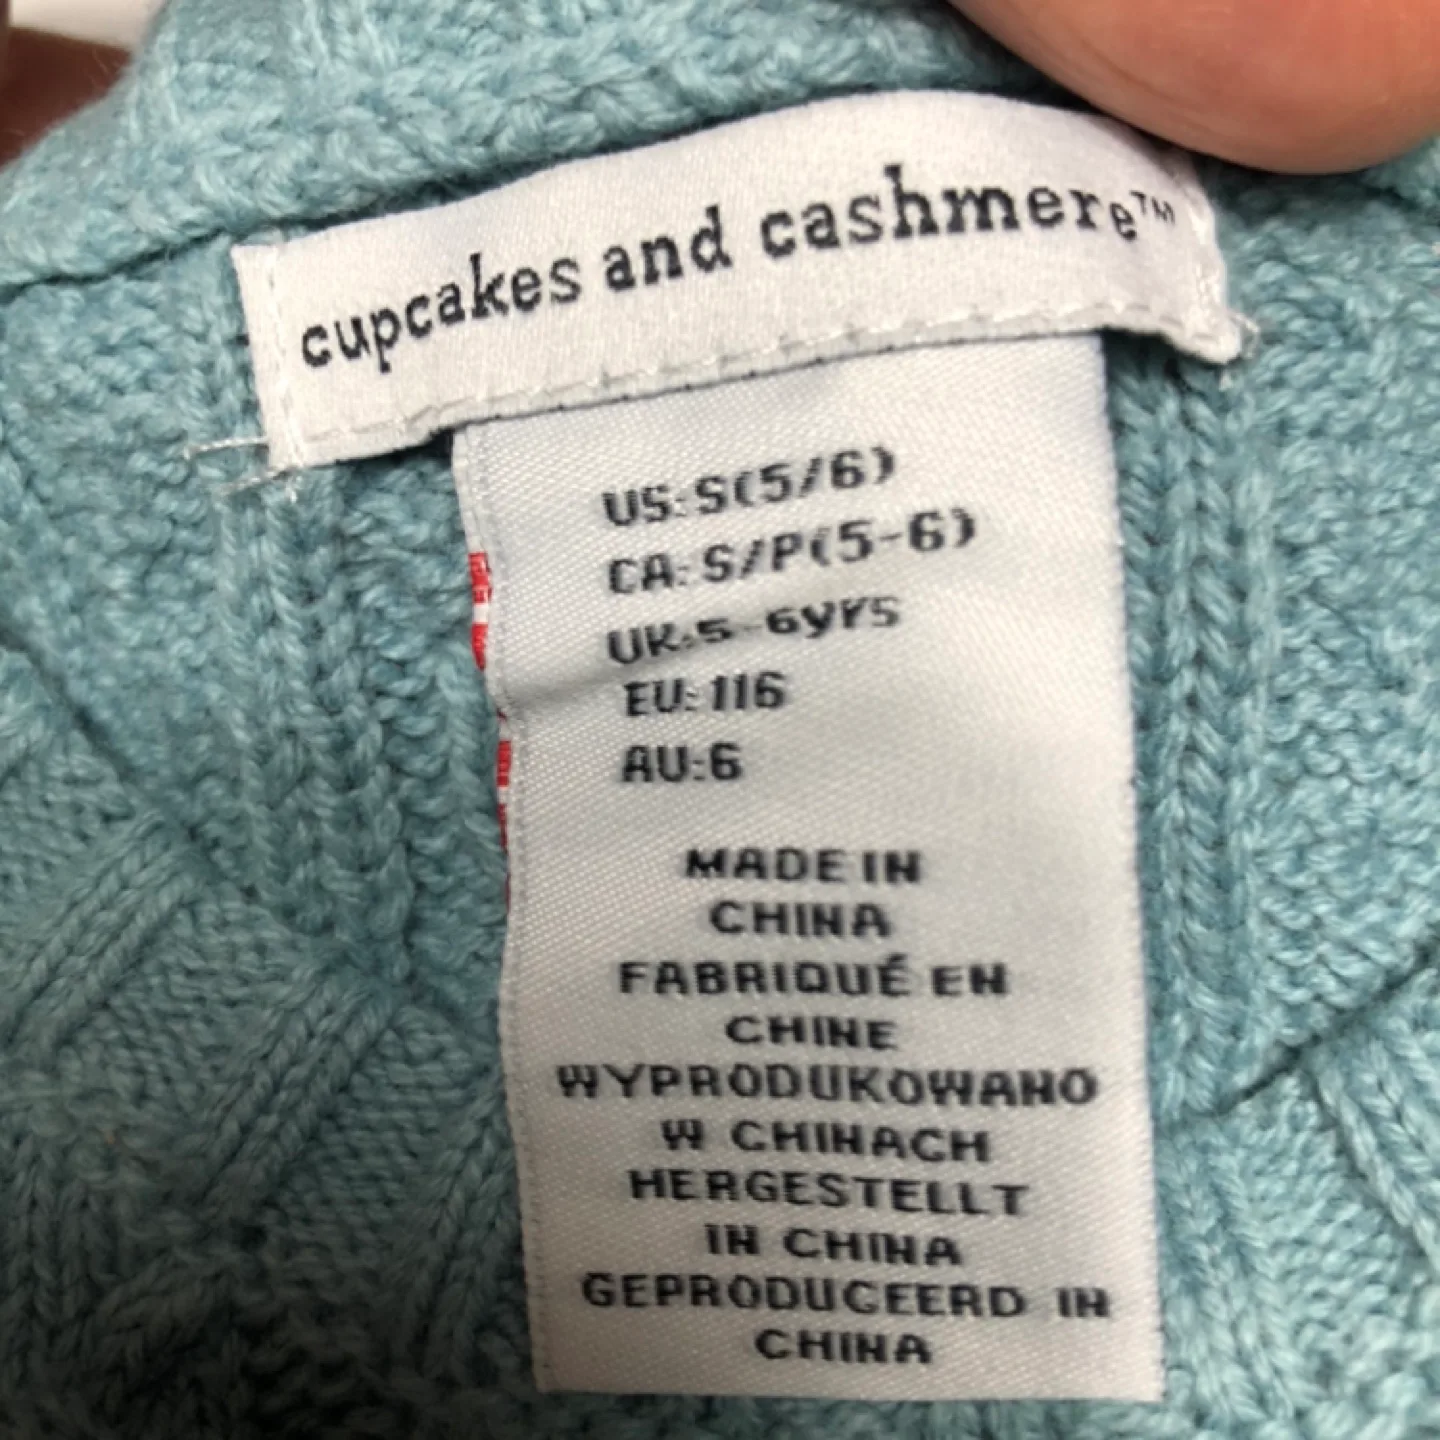 cupcakes and cashmere™
US: S(5/6)
CA: S/P(5-6)
UK: 5-6yrs
EU: 116
AU: 6
MADE IN
CHINA
FABRIQUÉ EN
CHINE
WYPRODUKOWANO
W CHINACH
HERGESTELLT
IN CHINA
GEPRODUCEERD IN
CHINA